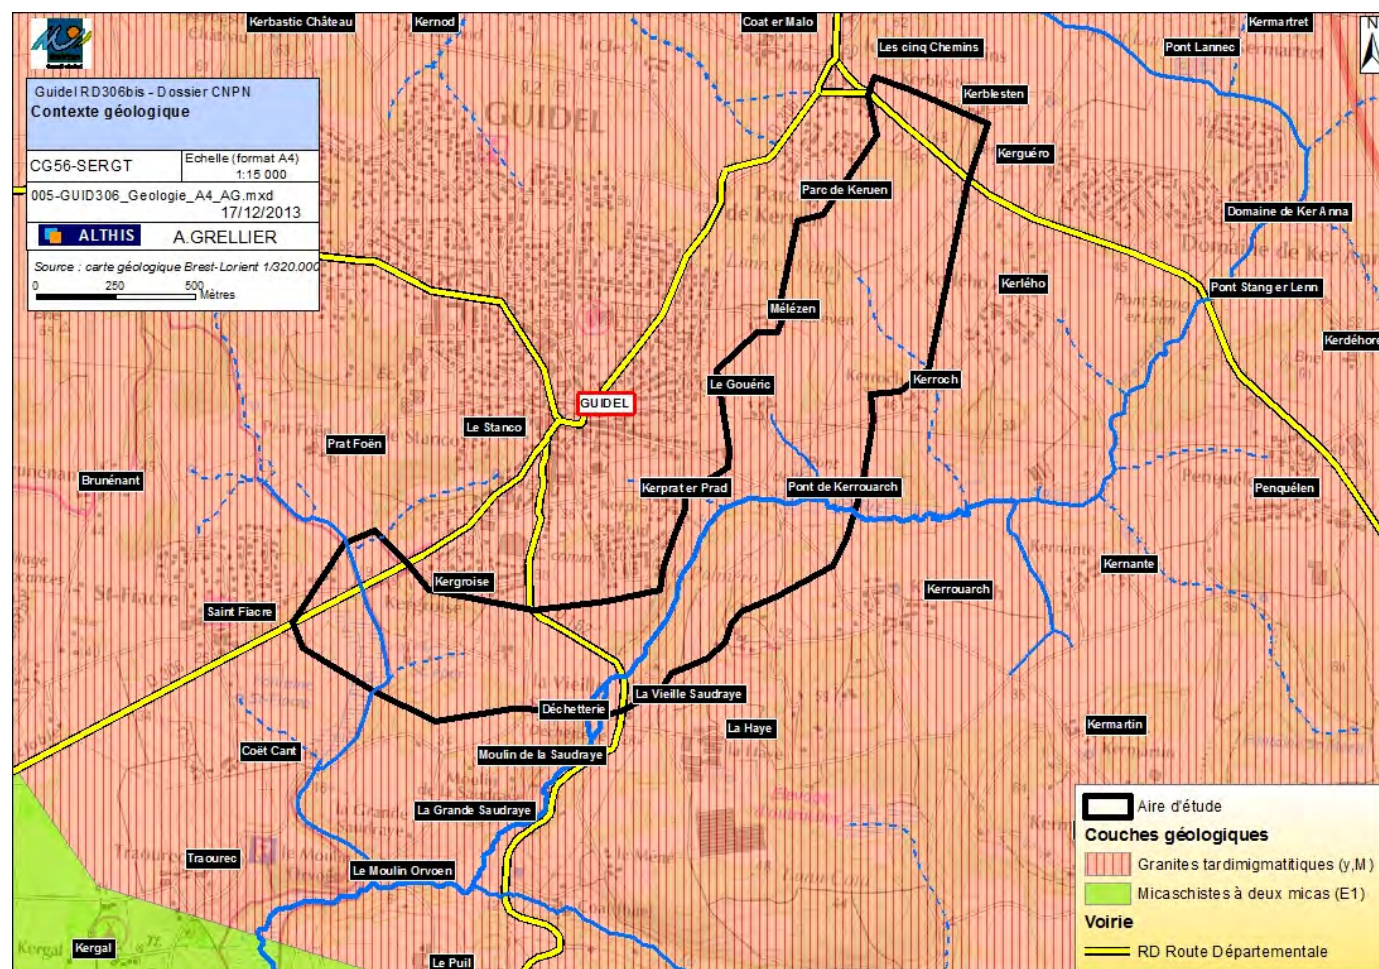 Kerbastic Château
Kernod
Coat er Malo
Kermartret
Les cinq Chemins
Pont Lannec
N
Guidel RD306bis - Dossier CNPN
Contexte géologique
CG56-SERGT
Echelle (format A4)
1:15 000
005-GUID306_Geologie_A4_AG.mxd
17/12/2013
ALTHIS
A.GRELLIER
Source : carte géologique Brest-Lorient 1/320.000
0 250 500
Mètres
GUIDEL
Kerblesten
Kerguéro
Parc de Keruen
Domaine de Ker Anna
Domaine de Ker Ann
Pont Stang er Lenn
Kerlého
Mélézen
Kerdéhoret
Le Gouéric
Kerroch
GUIDEL
Le Stanco
Prat Foën
Brunénant
Kerprat er Prad
Pont de Kerrouarch
Penquélen
Kernante
Kergroise
Kerrouarch
St-Fiacre
Saint Fiacre
La Vieille Saudraye
Déchetterie
La Haye
Kermartin
Coët Cant
Moulin de la Saudraye
La Grande Saudraye
Traourec
Le Moulin Orvoen
Kergal
Le Puil
Aire d'étude
Couches géologiques
Granites tardimigmatitiques (y,M)
Micaschistes à deux micas (E1)
Voirie
RD Route Départementale